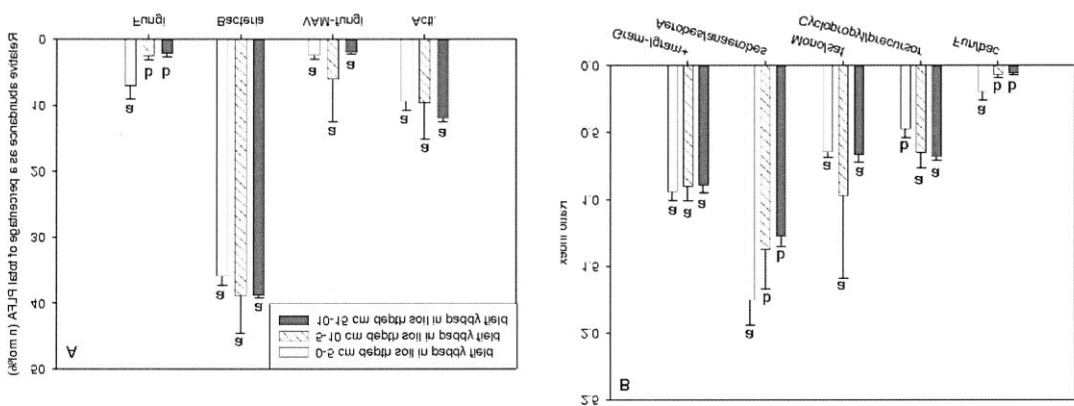 A
0-5 cm depth soil in paddy field
5-10 cm depth soil in paddy field
10-15 cm depth soil in paddy field
Relative abundance as a percentage of total PLFA (n mol%)
50
40
30
20
10
0
a
b
b
a
a
a
a
a
a
a
a
a
Fungi
Bacteria
VAM-fungi
Acti.
B
Ratio index
2.5
2.0
1.5
1.0
0.5
0.0
a
a
a
a
b
b
a
a
a
b
a
a
a
b
b
Gram-/gram+
Aerobes/anaerobes
Mono/sat
Cyclopropyl/precursor
Fun/bac